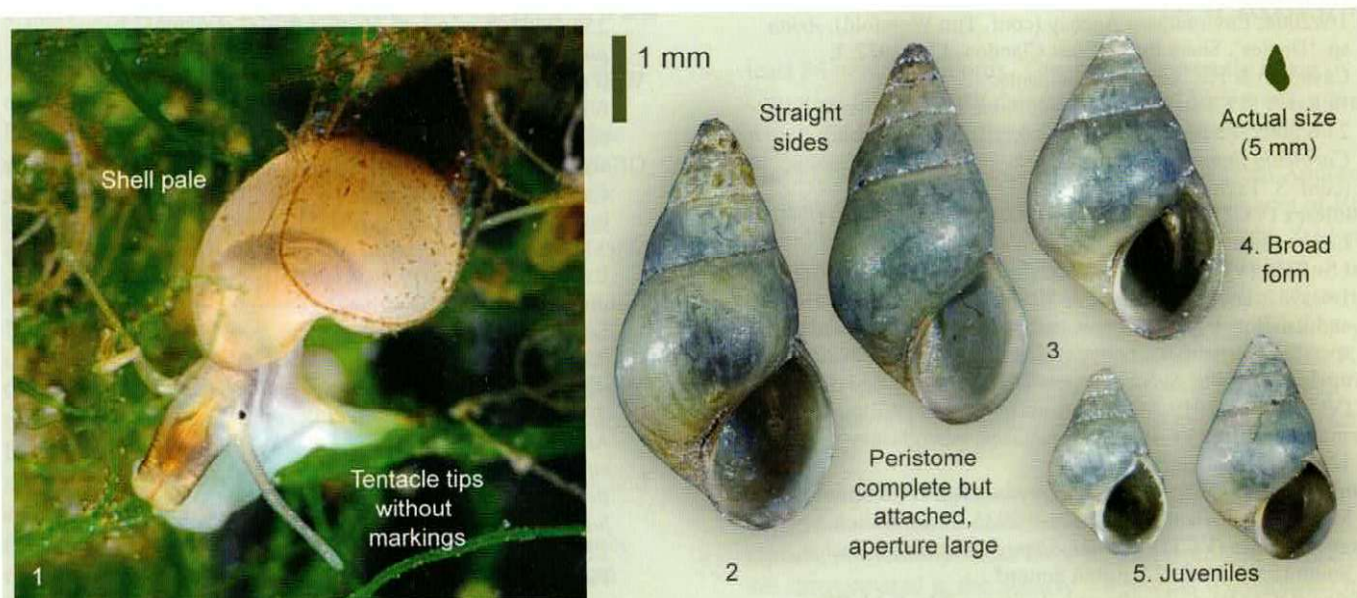 Shell pale
Tentacle tips
without
markings
1
1 mm
Straight
sides
Actual size
(5 mm)
4. Broad
form
3
Peristome
complete but
attached,
aperture large
2
5. Juveniles